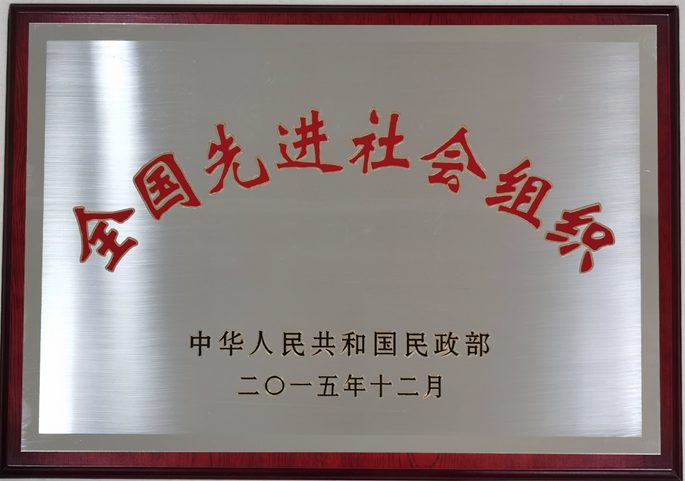 全国先进社会组织
中华人民共和国民政部
二〇一五年十二月